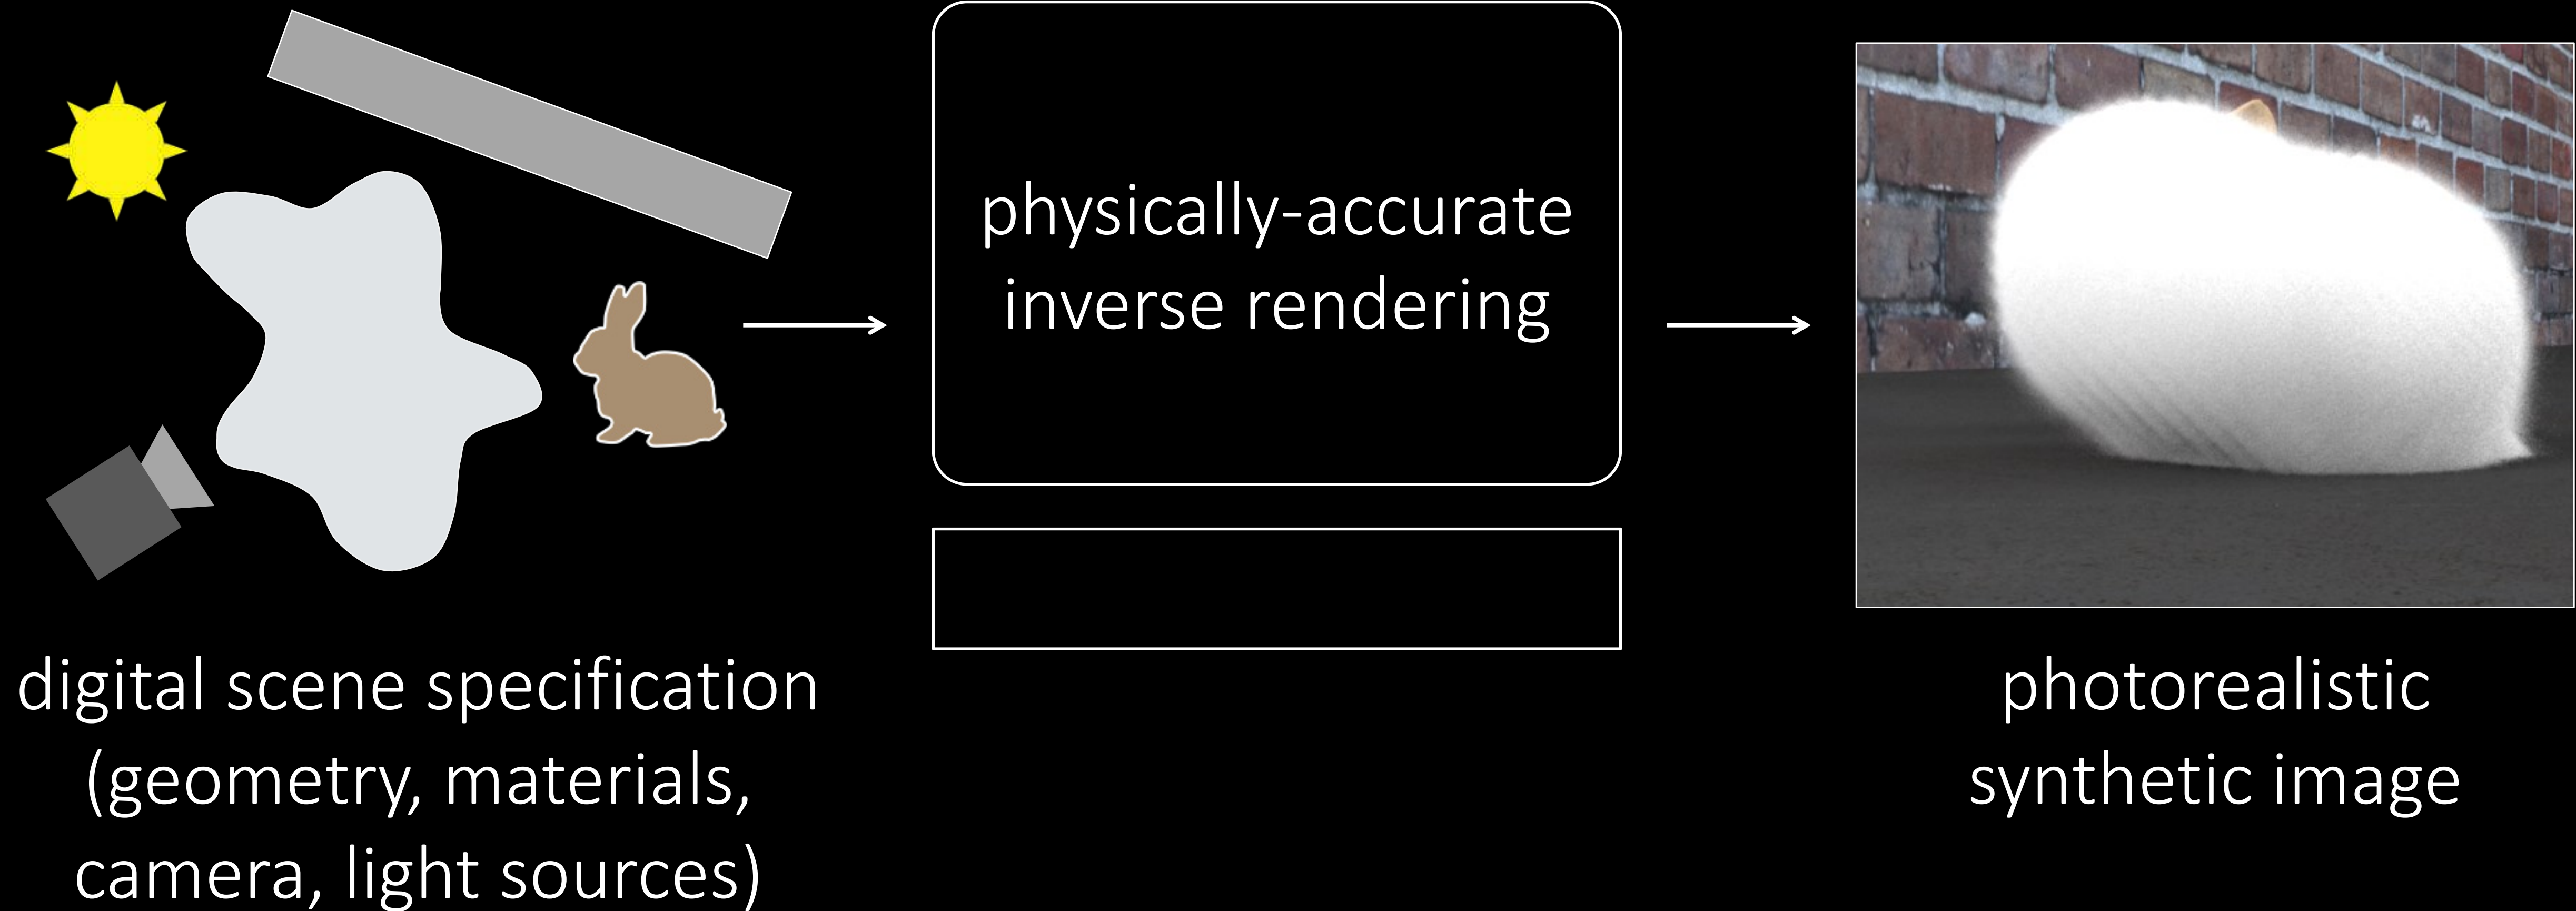 physically-accurate
inverse rendering
digital scene specification
(geometry, materials,
camera, light sources)
photorealistic
synthetic image